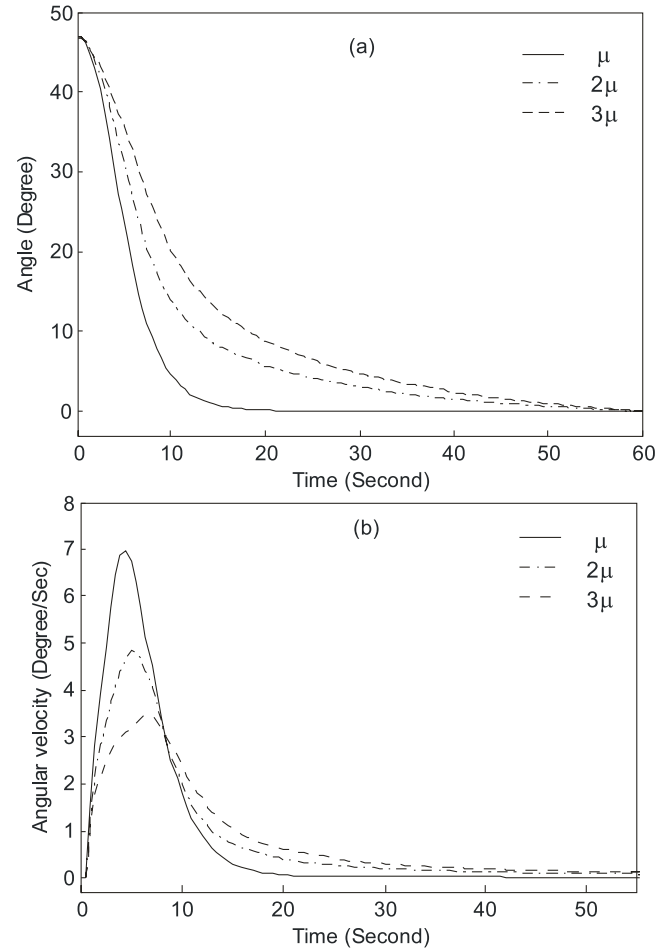 50
(a)
μ
2μ
40
3μ
30
Angle (Degree)
20
10
0
0 10 20 30 40 50 60
Time (Second)
8
(b)
μ
7
2μ
6
3μ
5
Angular velocity (Degree/Sec)
4
3
2
1
0
0 10 20 30 40 50
Time (Second)